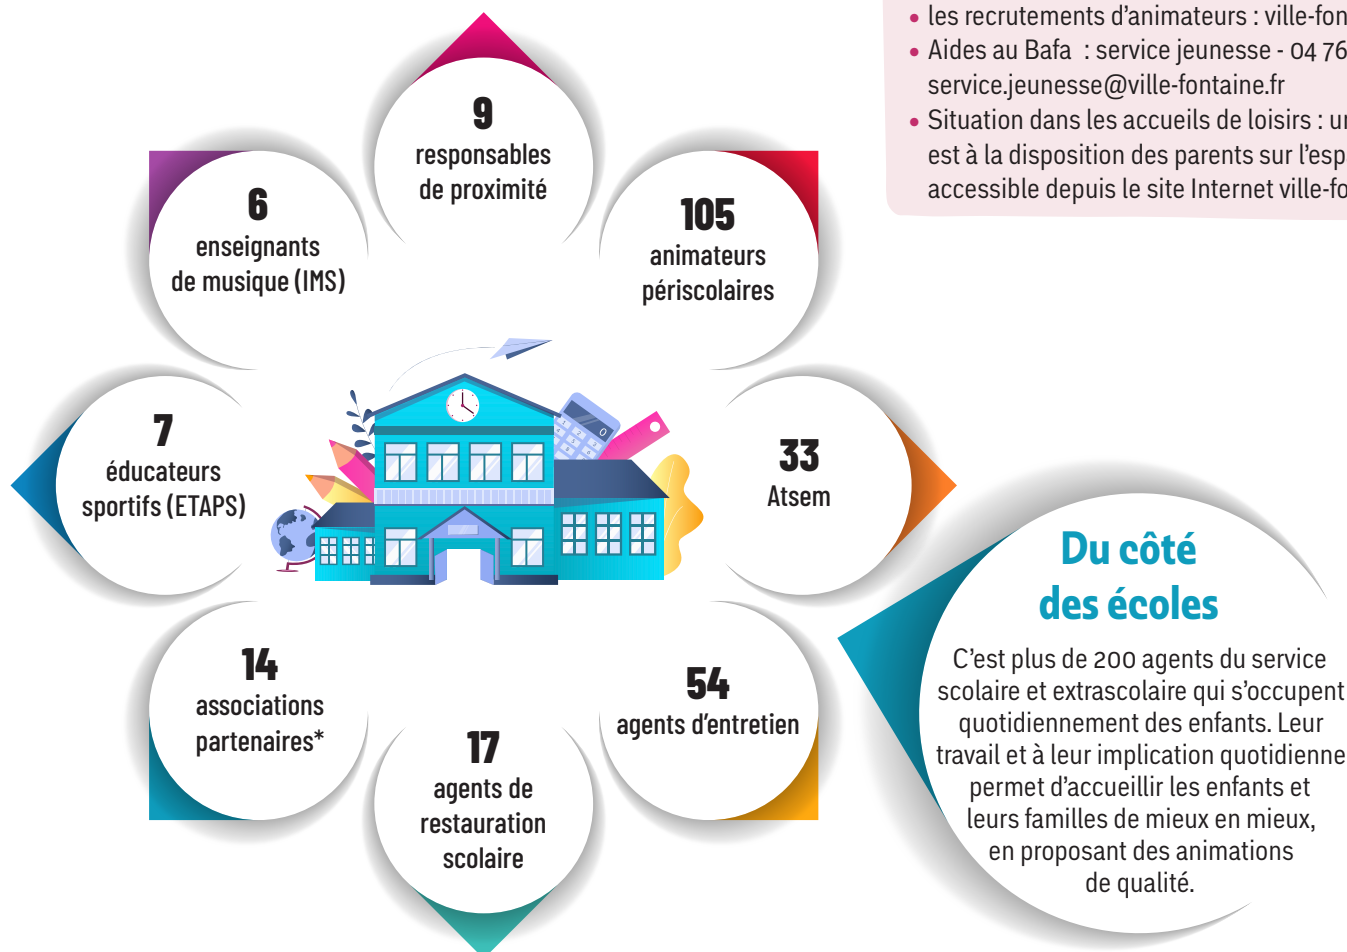 • les recrutements d'animateurs : ville-fon
• Aides au Bafa : service jeunesse - 04 76
service.jeunesse@ville-fontaine.fr
• Situation dans les accueils de loisirs : un
est à la disposition des parents sur l'esp
accessible depuis le site Internet ville-fo
9
responsables
de proximité
6
enseignants
de musique (IMS)
105
animateurs
périscolaires
7
éducateurs
sportifs (ETAPS)
33
Atsem
14
associations
partenaires*
17
agents de
restauration
scolaire
54
agents d'entretien
Du côté
des écoles
C'est plus de 200 agents du service
scolaire et extrascolaire qui s'occupent
quotidiennement des enfants. Leur
travail et à leur implication quotidienne
permet d'accueillir les enfants et
leurs familles de mieux en mieux,
en proposant des animations
de qualité.